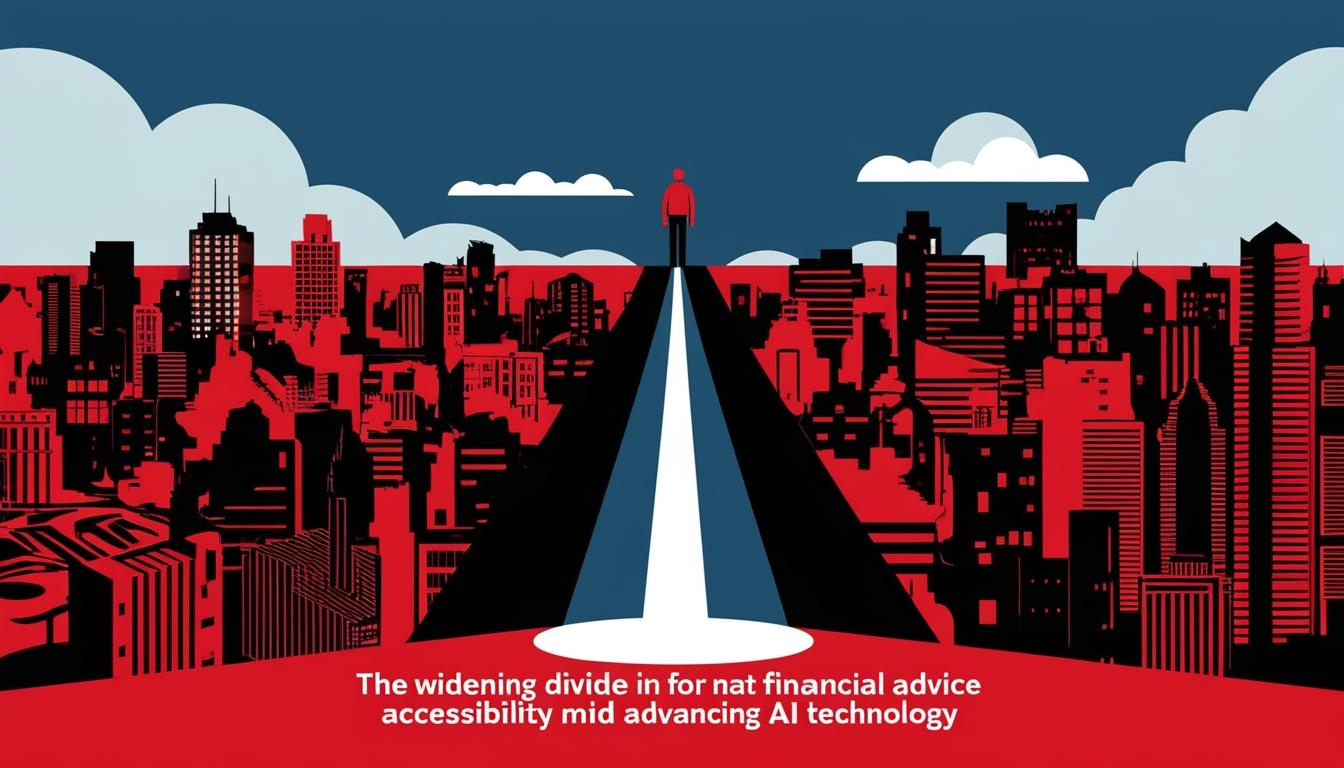 The widening divide in for nat financial advice
accessibility mid advancing AI technology